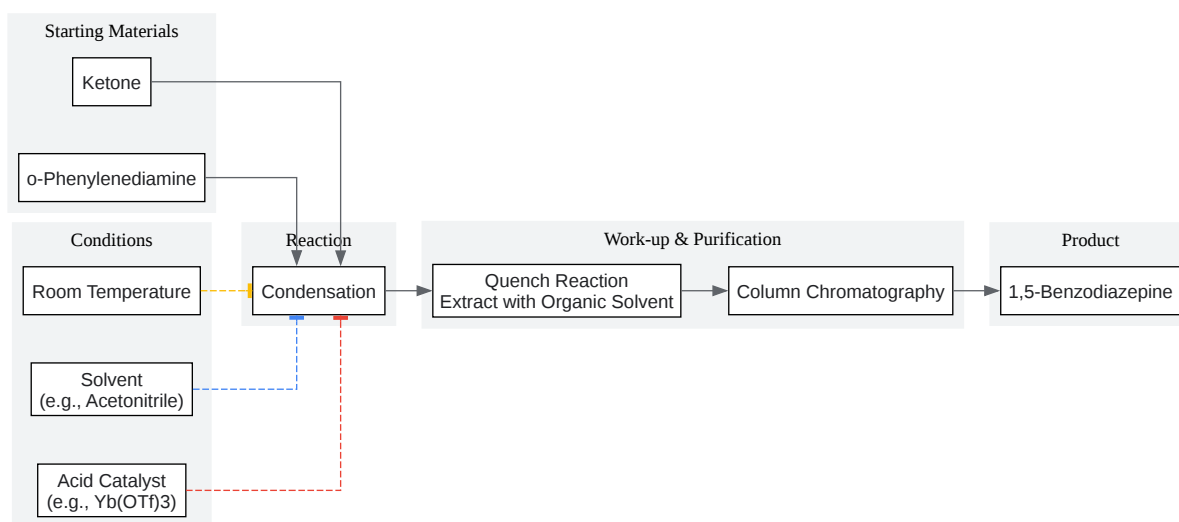 Starting Materials
Ketone
o-Phenylenediamine
Conditions
Room Temperature
Solvent
(e.g., Acetonitrile)
Acid Catalyst
(e.g., Yb(OTf)3)
Reaction
Condensation
Work-up & Purification
Quench Reaction
Extract with Organic Solvent
Column Chromatography
Product
1,5-Benzodiazepine